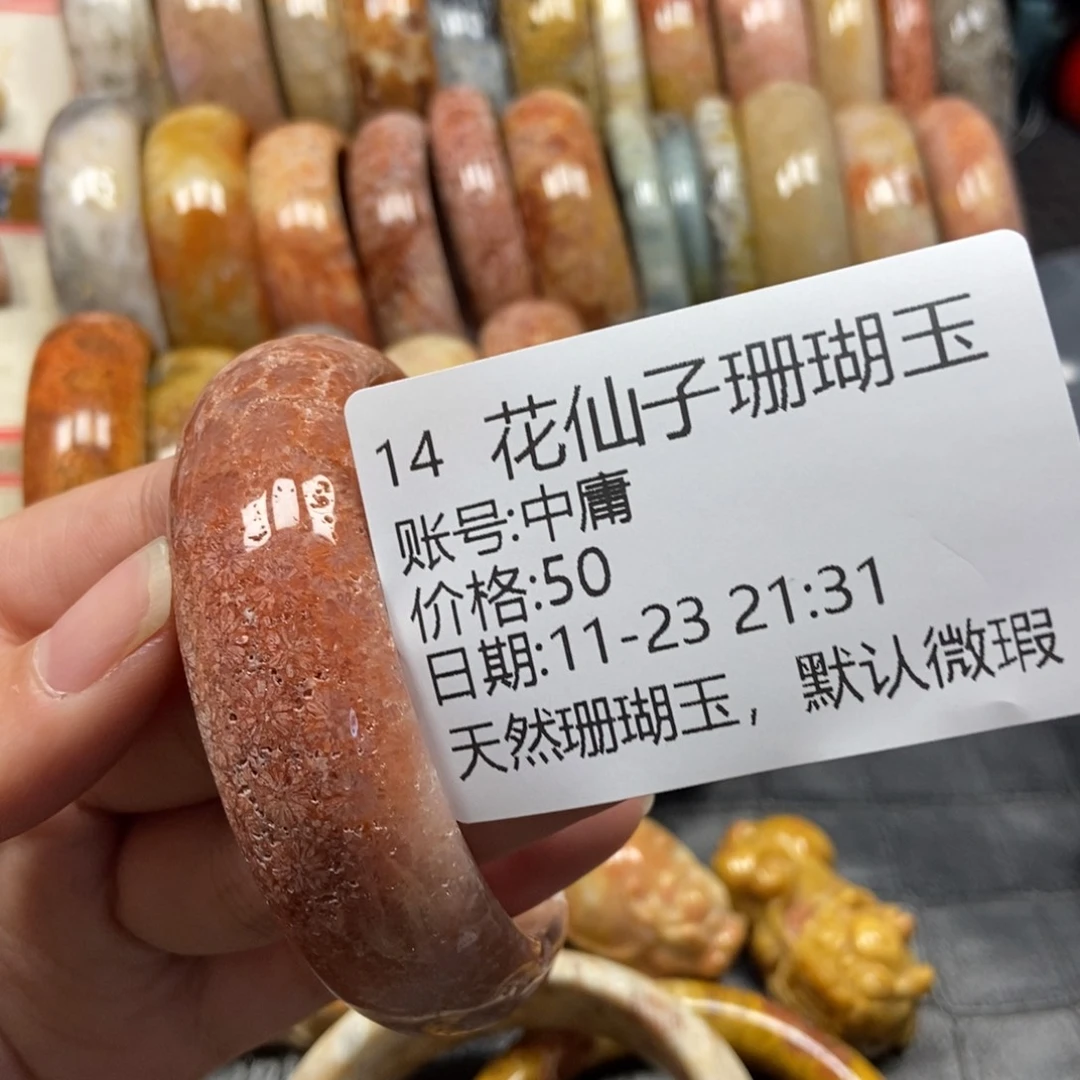 14 花仙子珊瑚玉
账号:中庸
价格:50
日期:11-23 21:31
天然珊瑚玉，默认微瑕